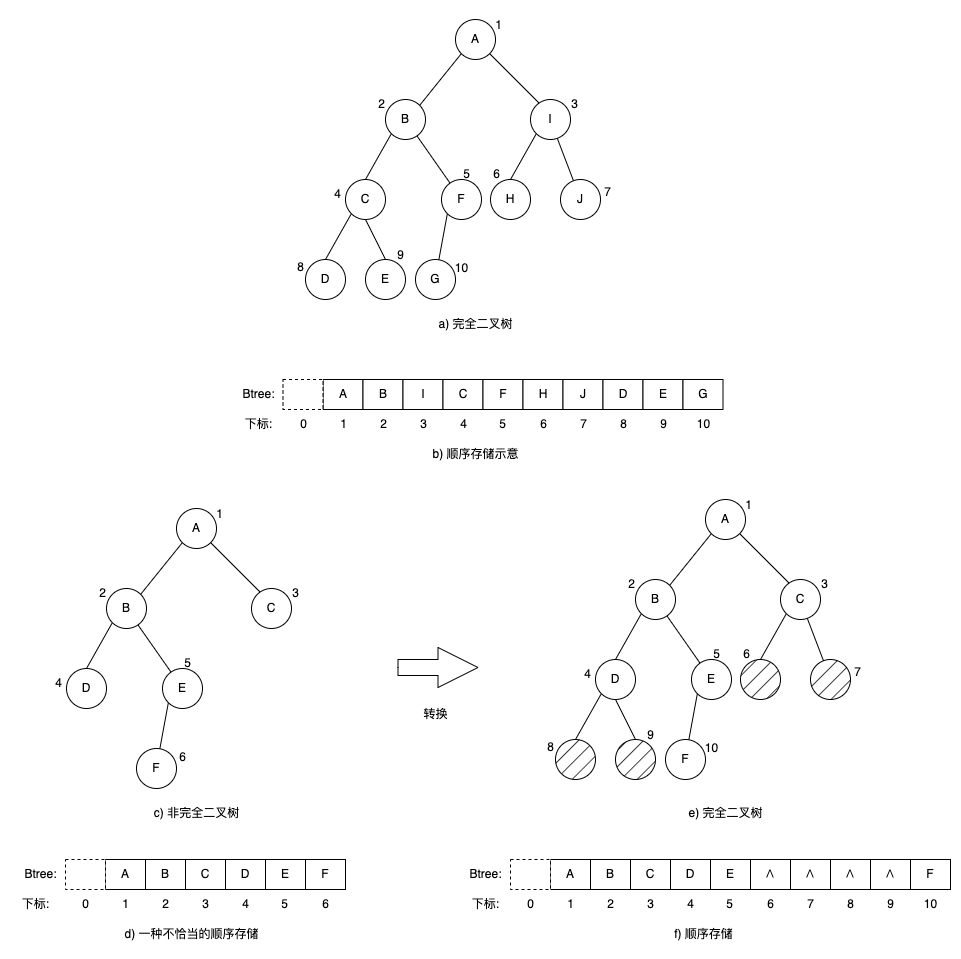 A 1
2 B I 3
4 C 5 F 6 H J 7
8 D E 9 G 10
a) 完全二叉树
Btree: A B I C F H J D E G
下标: 0 1 2 3 4 5 6 7 8 9 10
b) 顺序存储示意
A 1
2 B C 3
4 D E 5
F 6
c) 非完全二叉树
转换
A 1
2 B C 3
4 D E 5 6 7
8 9 F 10
e) 完全二叉树
Btree: A B C D E F
下标: 0 1 2 3 4 5 6
d) 一种不恰当的顺序存储
Btree: A B C D E ∧ ∧ ∧ ∧ F
下标: 0 1 2 3 4 5 6 7 8 9 10
f) 顺序存储